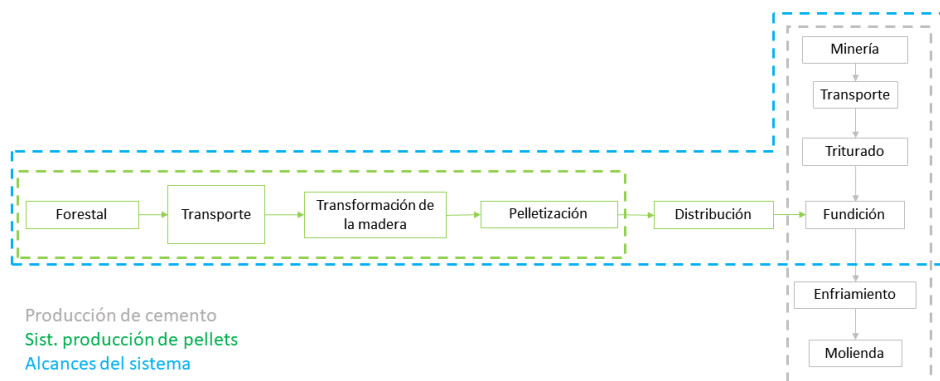 Minería
Transporte
Triturado
Forestal
Transporte
Transformación de
la madera
Pelletización
Distribución
Fundición
Enfriamiento
Molienda
Producción de cemento
Sist. producción de pellets
Alcances del sistema